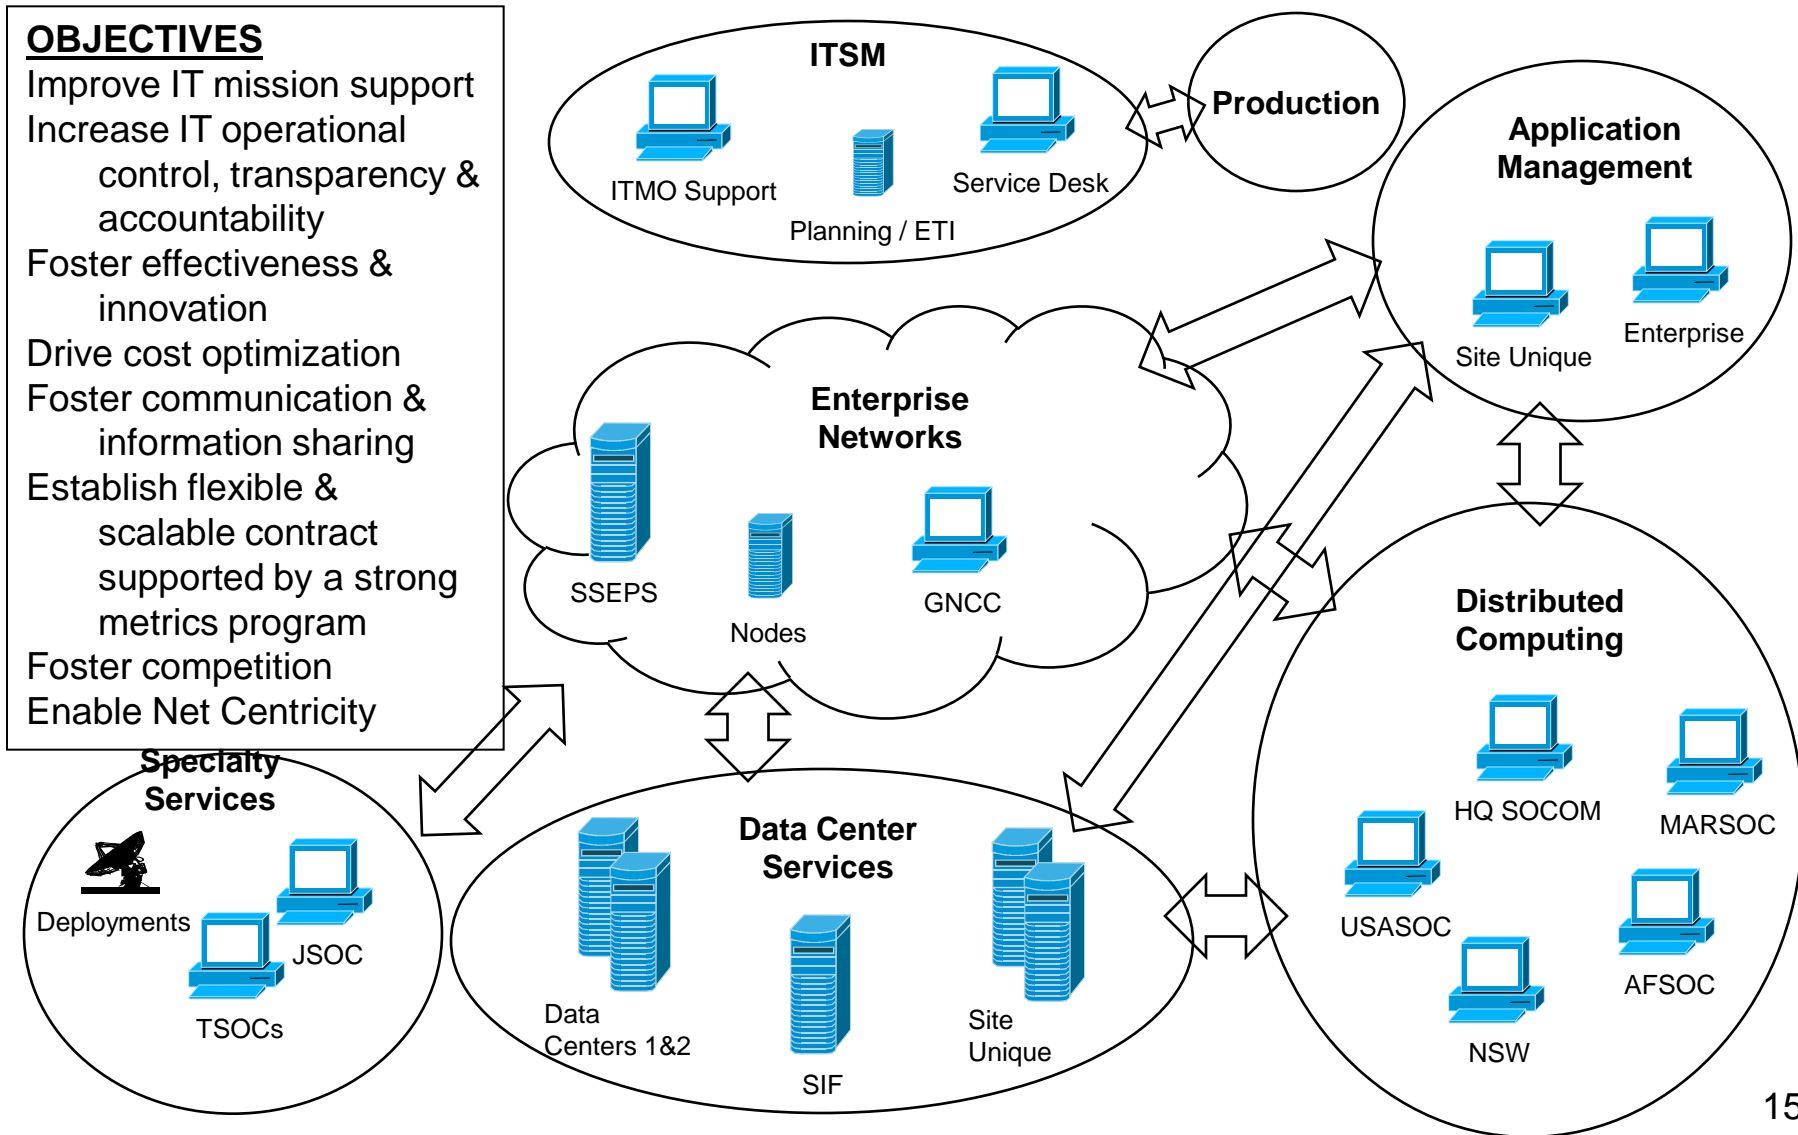 OBJECTIVES
Improve IT mission support
Increase IT operational
control, transparency &
accountability
Foster effectiveness &
innovation
Drive cost optimization
Foster communication &
information sharing
Establish flexible &
scalable contract
supported by a strong
metrics program
Foster competition
Enable Net Centricity
ITSM
ITMO Support
Planning / ETI
Service Desk
Production
Application
Management
Site Unique
Enterprise
Enterprise
Networks
SSEPS
Nodes
GNCC
Distributed
Computing
HQ SOCOM
MARSOC
USASOC
AFSOC
NSW
Specialty
Services
Deployments
JSOC
TSOCs
Data Center
Services
Data
Centers 1&2
SIF
Site
Unique
15